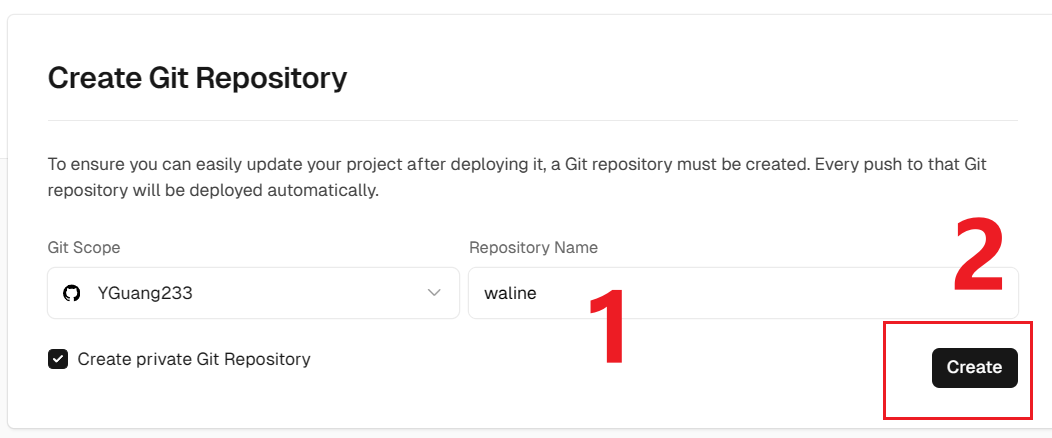 Create Git Repository
To ensure you can easily update your project after deploying it, a Git repository must be created. Every push to that Git
repository will be deployed automatically.
Git Scope
Repository Name
YGuang233
waline
1
2
Create private Git Repository
Create